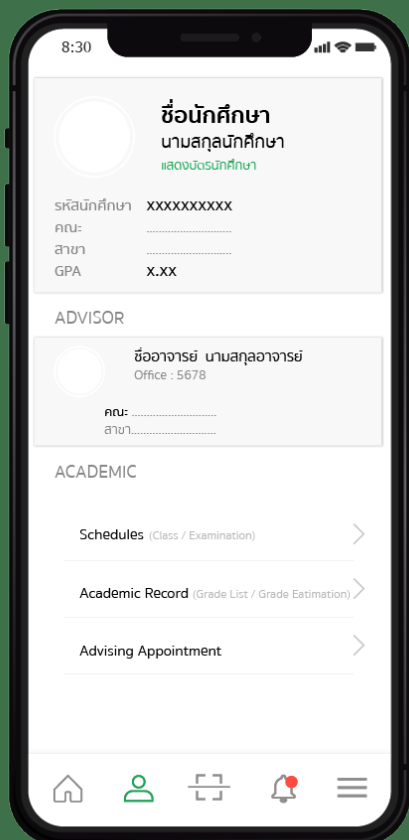 8:30
ชื่อนักศึกษา
นามสกุลนักศึกษา
แสดงบัตรนักศึกษา
รหัสนักศึกษา xxxxxxxxxx
คณะ ............................
สาขา ............................
GPA x.xx
ADVISOR
ชื่ออาจารย์ นามสกุลอาจารย์
Office : 5678
คณะ ............................
สาขา............................
ACADEMIC
Schedules (Class / Examination)
Academic Record (Grade List / Grade Eatimation)
Advising Appointment